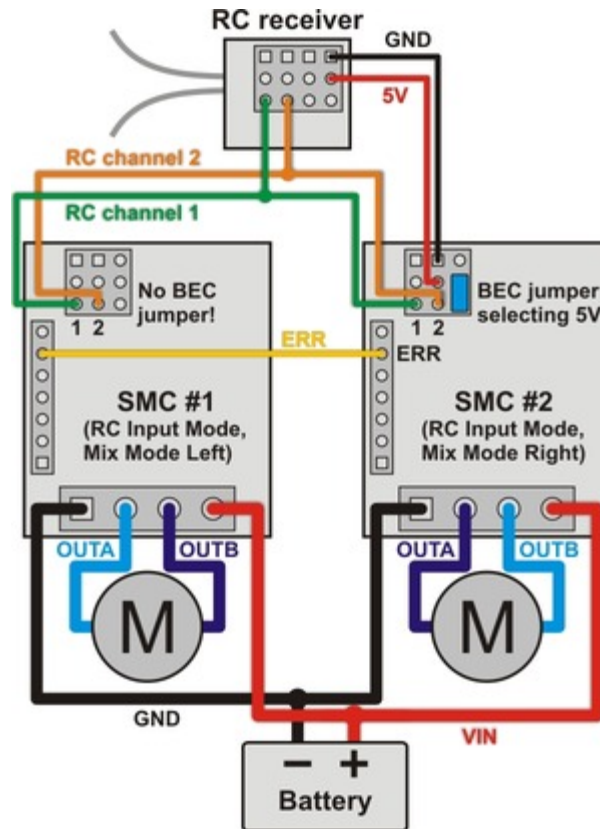 RC receiver
GND
5V
RC channel 2
RC channel 1
No BEC
jumper!
1 2
BEC jumper
selecting 5V
1 2
ERR
ERR
SMC #1
(RC Input Mode,
Mix Mode Left)
SMC #2
(RC Input Mode,
Mix Mode Right)
OUTA
OUTB
OUTA
OUTB
M
M
GND
VIN
− +
Battery